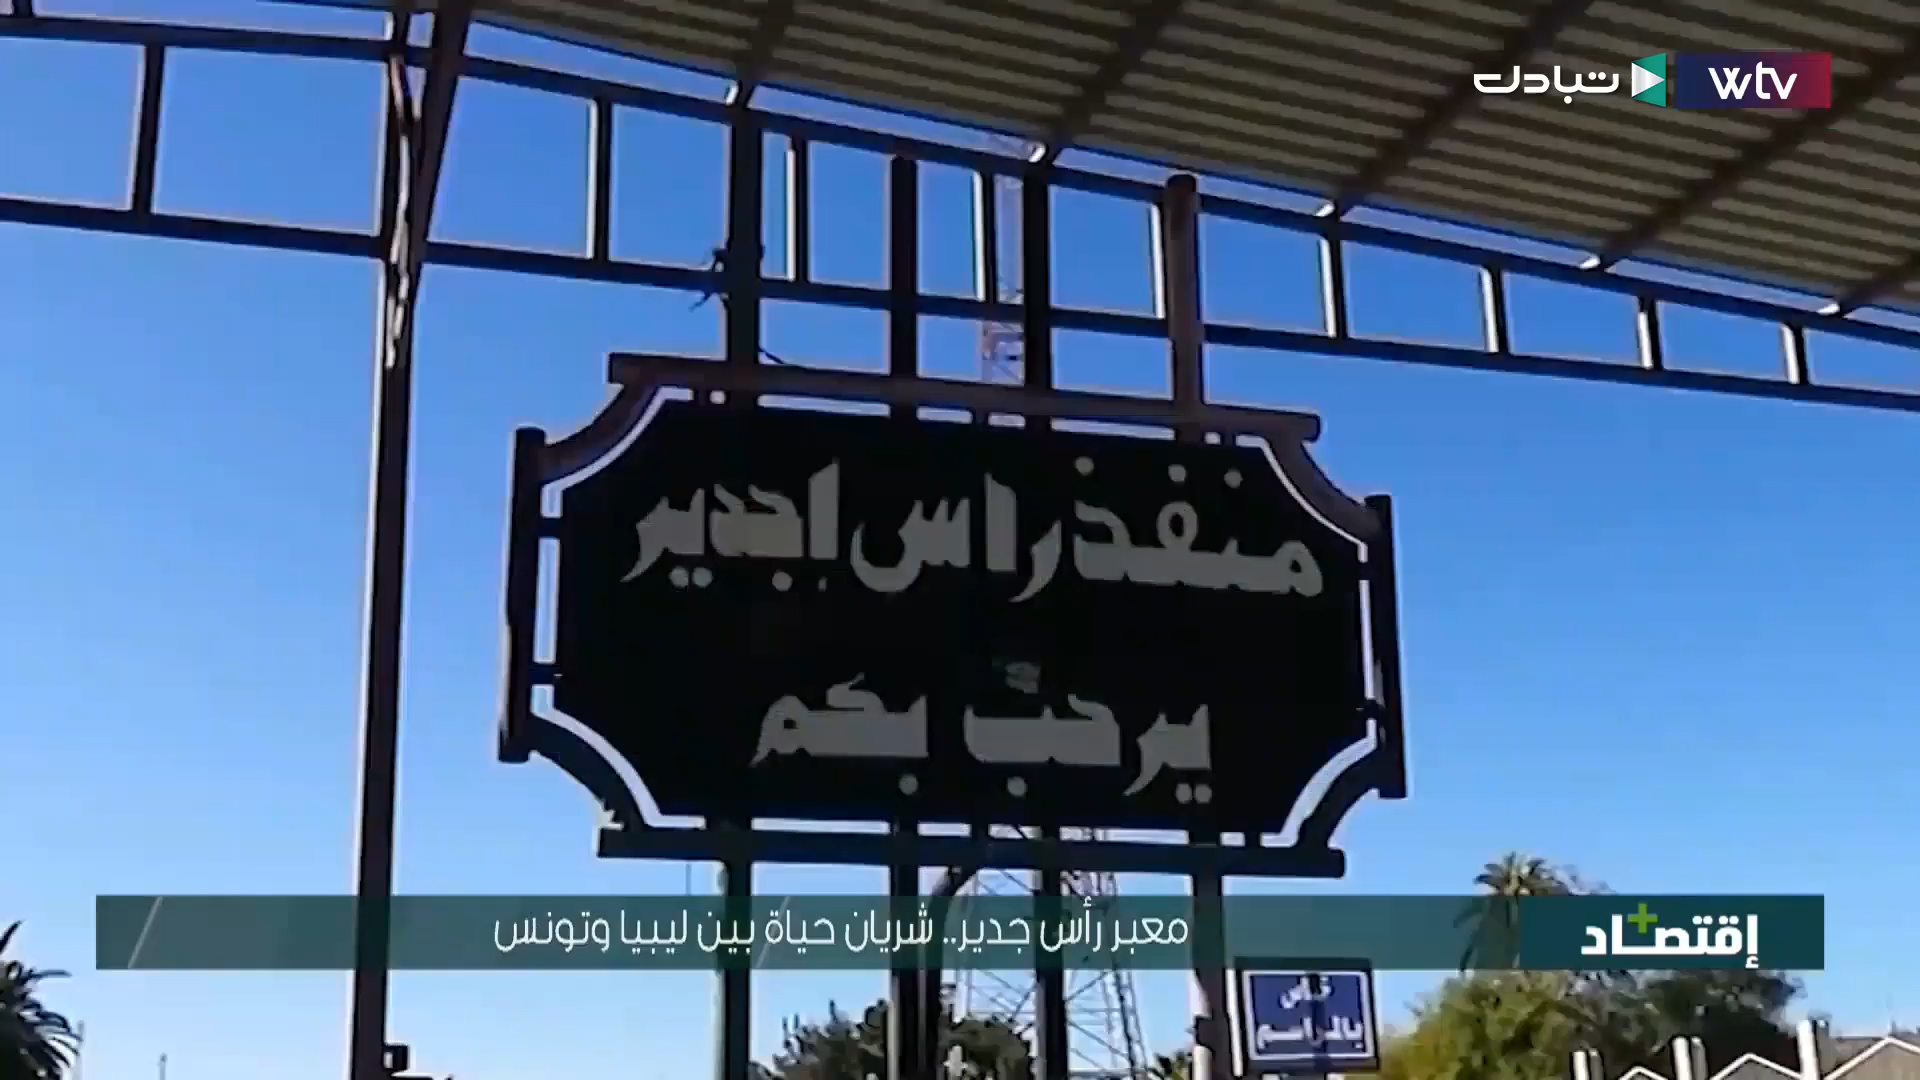 تبادل wtv
منفذ راس اجدير
يرحبّ بكم
معبر رأس جدير.. شريان حياة بين ليبيا وتونس
إقتصاد+